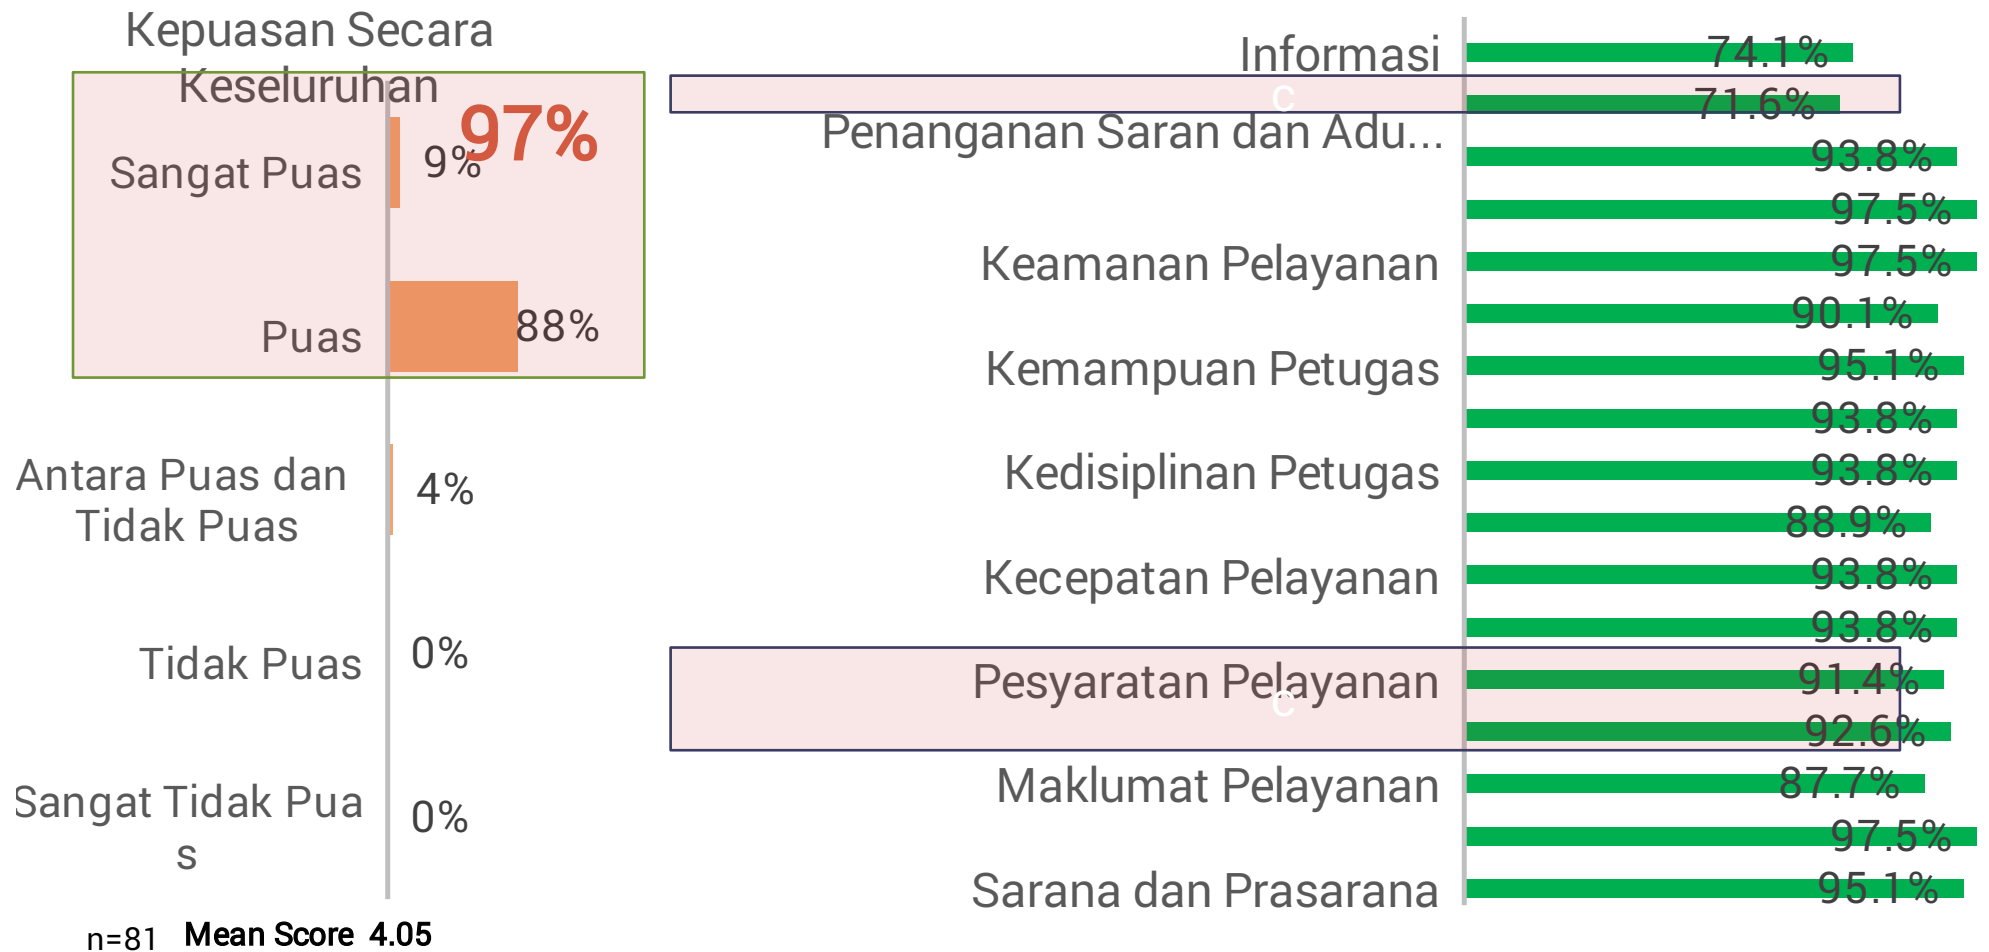 Kepuasan Secara
Keseluruhan
97%
Sangat Puas 9%
Puas 88%
Antara Puas dan
Tidak Puas
4%
Tidak Puas 0%
Sangat Tidak Pua
s
0%
n=81 Mean Score 4.05
Informasi 74.1%
C
71.6%
Penanganan Saran dan Adu...
93.8%
97.5%
Keamanan Pelayanan 97.5%
90.1%
Kemampuan Petugas 95.1%
93.8%
Kedisiplinan Petugas 93.8%
88.9%
Kecepatan Pelayanan 93.8%
93.8%
Pesyaratan Pelayanan 91.4%
C
92.6%
Maklumat Pelayanan 87.7%
97.5%
Sarana dan Prasarana 95.1%